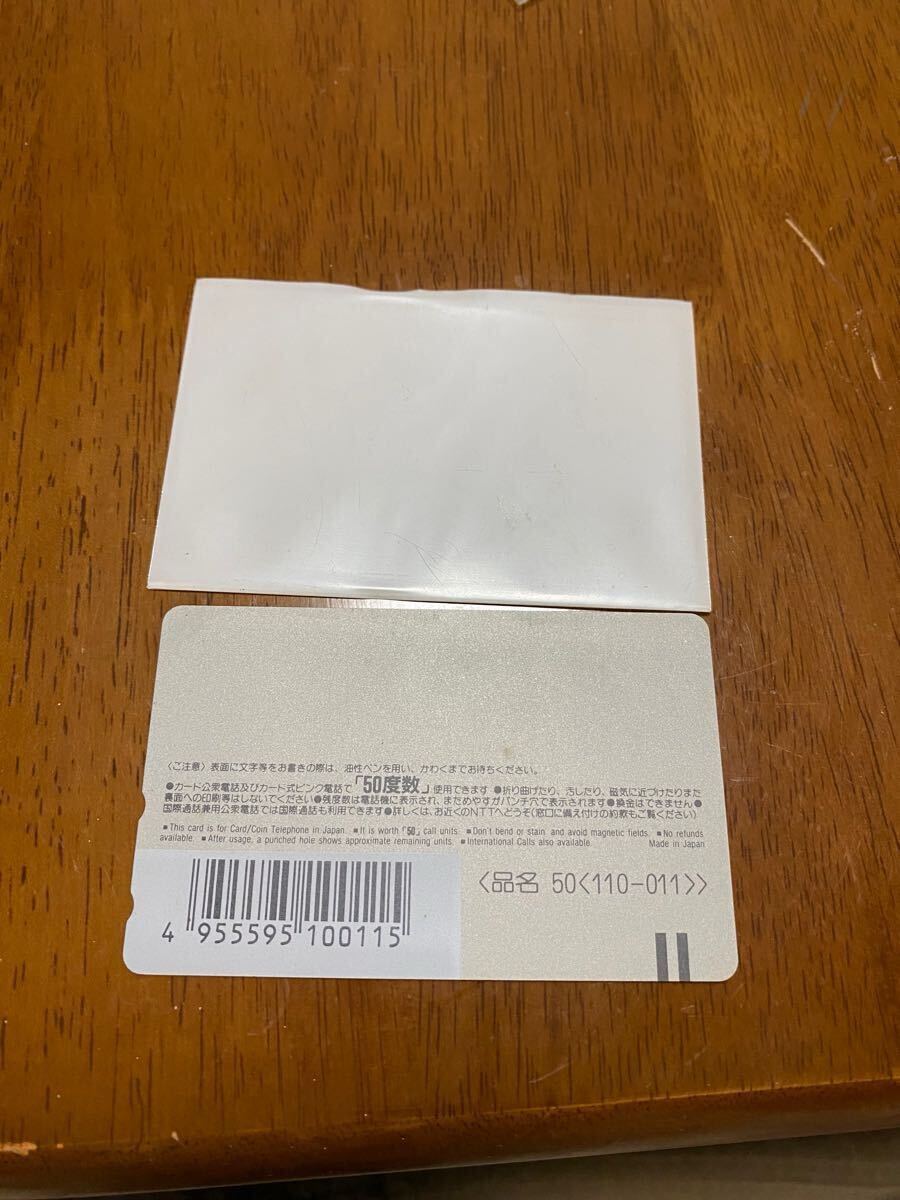 〈ご注意〉表面に文字等をお書きの際は、油性ペンを用い、かわくまでお待ちください。
●カード公衆電話及びカード式ピンク電話で「50度数」使用できます ●折り曲げたり、汚したり、磁気に近づけたりまた
裏面への印刷等はしないでください●残度数は電話機に表示され、まためやすがパンチ穴で表示されます●換金はできません●
国際通話兼用公衆電話では国際通話も利用できます●詳しくは、お近くのNTTへどうぞ(窓口に備え付けの約款もご覧ください)
■This card is for Card/Coin Telephone in Japan. ■It is worth「50」call units. ■Don't bend or stain and avoid magnetic fields. ■No refunds
available. ■After usage, a punched hole shows approximate remaining units. ■International Calls also available. Made in Japan
〈品名 50〈110-011〉〉
4 955595 100115